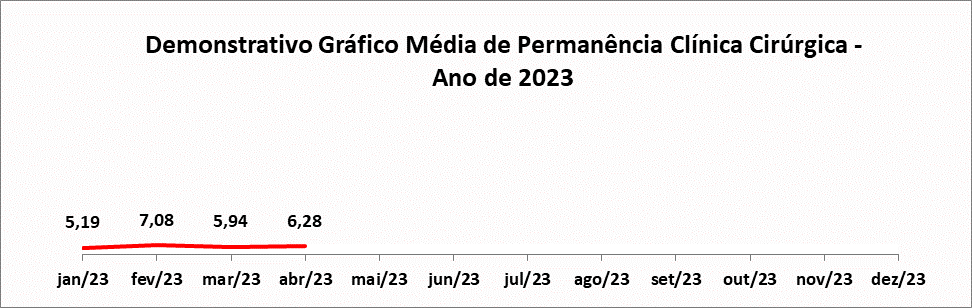 Demonstrativo Gráfico Média de Permanência Clínica Cirúrgica -
Ano de 2023
5,19 7,08 5,94 6,28
jan/23 fev/23 mar/23 abr/23 mai/23 jun/23 jul/23 ago/23 set/23 out/23 nov/23 dez/23